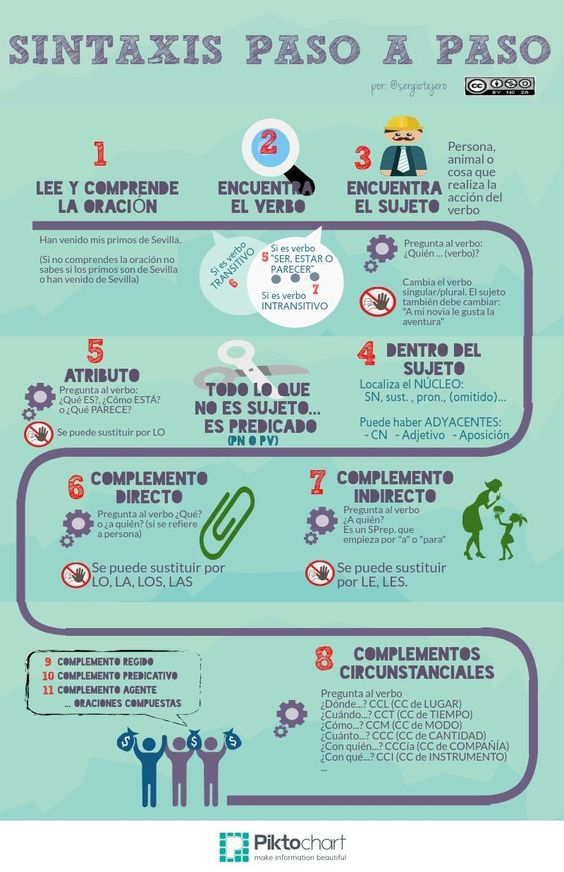 SINTAXIS PASO A PASO
por: @sergiotejero
CC BY NC SA
1
LEE Y COMPRENDE
LA ORACIÓN
2
ENCUENTRA
EL VERBO
3
ENCUENTRA
EL SUJETO
Persona,
animal o
cosa que
realiza la
acción del
verbo
Han venido mis primos de Sevilla.
(Si no comprendes la oración no
sabes si los primos son de Sevilla
o han venido de Sevilla)
Si es verbo
TRANSITIVO
6
Si es verbo
5 "SER, ESTAR O
PARECER"
7
Si es verbo
INTRANSITIVO
Pregunta al verbo:
¿Quién ... (verbo)?
Cambia el verbo
singular/plural. El sujeto
también debe cambiar:
"A mi novia le gusta la
aventura"
4 DENTRO DEL
SUJETO
Localiza el NÚCLEO:
SN, sust. , pron., (omitido)...
Puede haber ADYACENTES:
- CN - Adjetivo - Aposición
TODO LO QUE
NO ES SUJETO...
ES PREDICADO
(PN O PV)
5
ATRIBUTO
Pregunta al verbo:
¿Qué ES?, ¿Cómo ESTÁ?
o ¿Qué PARECE?
Se puede sustituir por LO
6 COMPLEMENTO
DIRECTO
Pregunta al verbo ¿Qué?
o ¿a quién? (si se refiere
a persona)
Se puede sustituir por
LO, LA, LOS, LAS
7 COMPLEMENTO
INDIRECTO
Pregunta al verbo
¿A quién?
Es un SPrep. que
empieza por "a" o "para"
Se puede sustituir
por LE, LES.
8 COMPLEMENTOS
CIRCUNSTANCIALES
Pregunta al verbo
¿Dónde...? CCL (CC de LUGAR)
¿Cuándo...? CCT (CC de TIEMPO)
¿Cómo...? CCM (CC de MODO)
¿Cuánto...? CCC (CC de CANTIDAD)
¿Con quién...? CCCía (CC de COMPAÑÍA)
¿Con qué...? CCI (CC de INSTRUMENTO)
...
9 COMPLEMENTO REGIDO
10 COMPLEMENTO PREDICATIVO
11 COMPLEMENTO AGENTE
... ORACIONES COMPUESTAS
$ $ $
Piktochart
make information beautiful